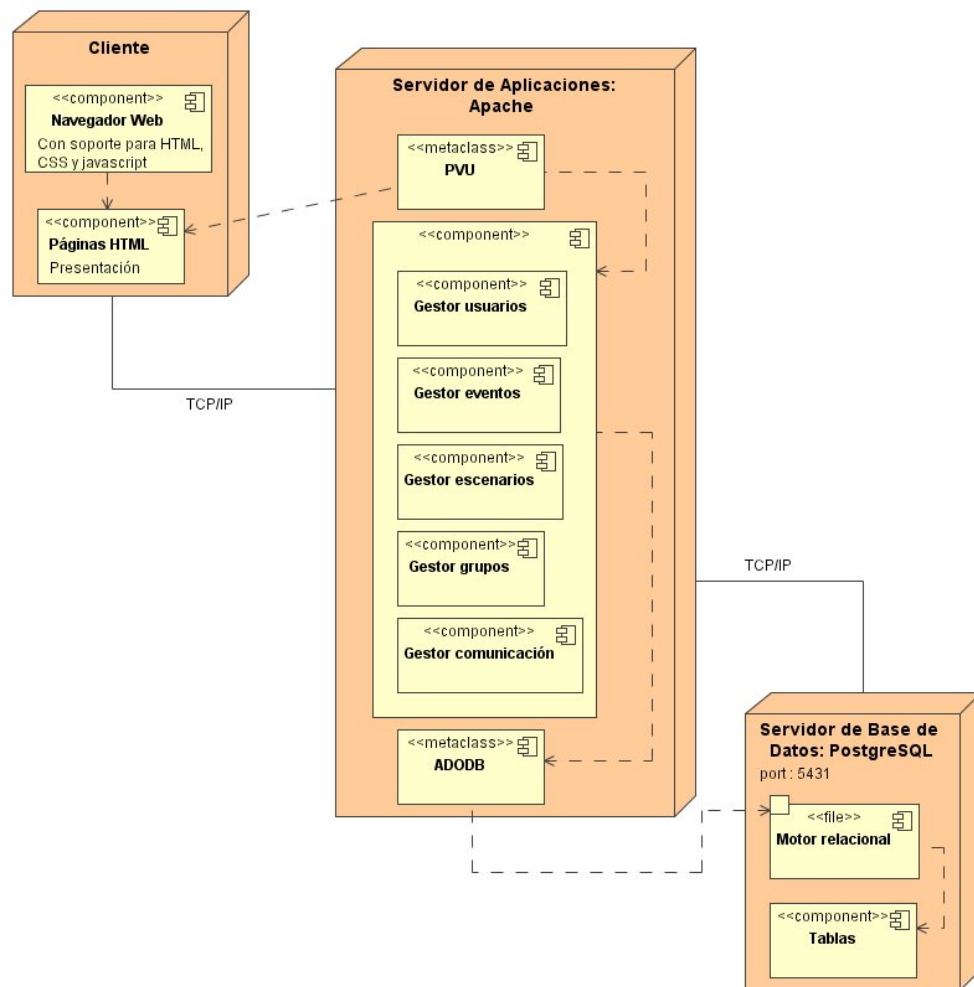 Cliente
<<component>>
Navegador Web
Con soporte para HTML,
CSS y javascript
<<component>>
Páginas HTML
Presentación
TCP/IP
Servidor de Aplicaciones:
Apache
<<metaclass>>
PVU
<<component>>
<<component>>
Gestor usuarios
<<component>>
Gestor eventos
<<component>>
Gestor escenarios
<<component>>
Gestor grupos
<<component>>
Gestor comunicación
<<metaclass>>
ADODB
TCP/IP
Servidor de Base de
Datos: PostgreSQL
port : 5431
<<file>>
Motor relacional
<<component>>
Tablas